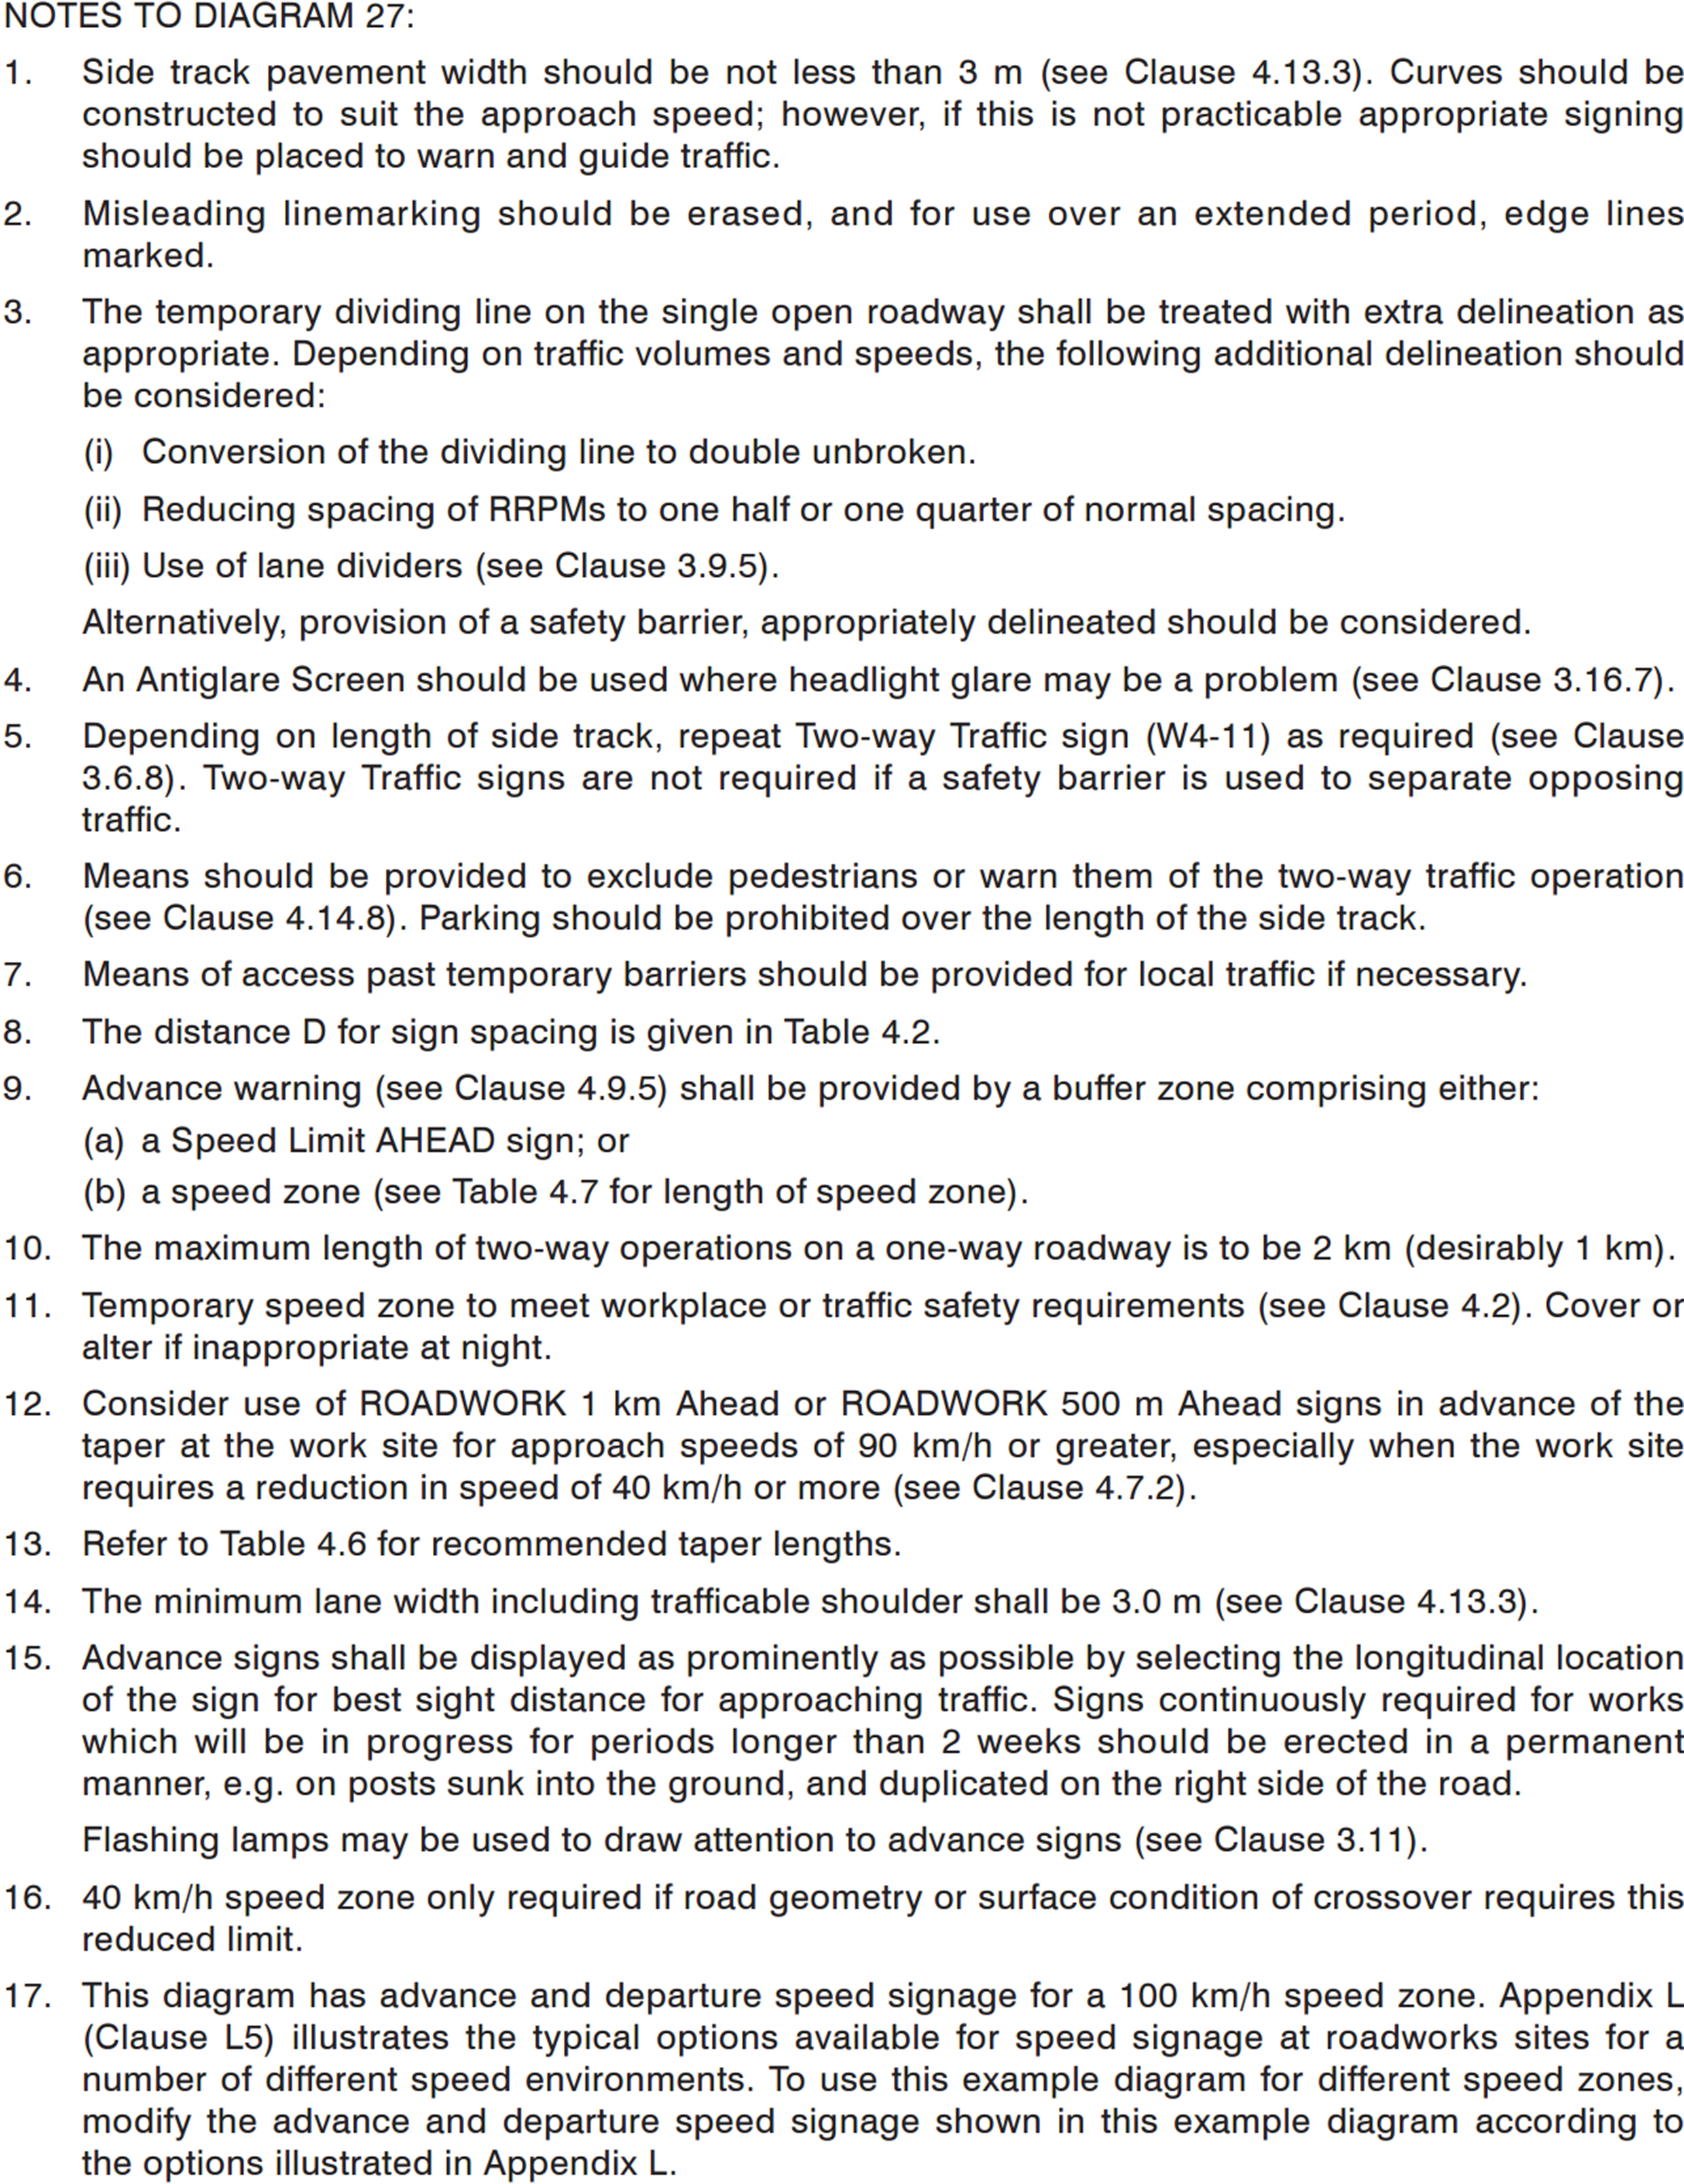 NOTES TO DIAGRAM 27:
1. Side track pavement width should be not less than 3 m (see Clause 4.13.3). Curves should be
constructed to suit the approach speed; however, if this is not practicable appropriate signing
should be placed to warn and guide traffic.
2. Misleading linemarking should be erased, and for use over an extended period, edge lines
marked.
3. The temporary dividing line on the single open roadway shall be treated with extra delineation as
appropriate. Depending on traffic volumes and speeds, the following additional delineation should
be considered:
(i) Conversion of the dividing line to double unbroken.
(ii) Reducing spacing of RRPMs to one half or one quarter of normal spacing.
(iii) Use of lane dividers (see Clause 3.9.5).
Alternatively, provision of a safety barrier, appropriately delineated should be considered.
4. An Antiglare Screen should be used where headlight glare may be a problem (see Clause 3.16.7).
5. Depending on length of side track, repeat Two-way Traffic sign (W4-11) as required (see Clause
3.6.8). Two-way Traffic signs are not required if a safety barrier is used to separate opposing
traffic.
6. Means should be provided to exclude pedestrians or warn them of the two-way traffic operation
(see Clause 4.14.8). Parking should be prohibited over the length of the side track.
7. Means of access past temporary barriers should be provided for local traffic if necessary.
8. The distance D for sign spacing is given in Table 4.2.
9. Advance warning (see Clause 4.9.5) shall be provided by a buffer zone comprising either:
(a) a Speed Limit AHEAD sign; or
(b) a speed zone (see Table 4.7 for length of speed zone).
10. The maximum length of two-way operations on a one-way roadway is to be 2 km (desirably 1 km).
11. Temporary speed zone to meet workplace or traffic safety requirements (see Clause 4.2). Cover or
alter if inappropriate at night.
12. Consider use of ROADWORK 1 km Ahead or ROADWORK 500 m Ahead signs in advance of the
taper at the work site for approach speeds of 90 km/h or greater, especially when the work site
requires a reduction in speed of 40 km/h or more (see Clause 4.7.2).
13. Refer to Table 4.6 for recommended taper lengths.
14. The minimum lane width including trafficable shoulder shall be 3.0 m (see Clause 4.13.3).
15. Advance signs shall be displayed as prominently as possible by selecting the longitudinal location
of the sign for best sight distance for approaching traffic. Signs continuously required for works
which will be in progress for periods longer than 2 weeks should be erected in a permanent
manner, e.g. on posts sunk into the ground, and duplicated on the right side of the road.
Flashing lamps may be used to draw attention to advance signs (see Clause 3.11).
16. 40 km/h speed zone only required if road geometry or surface condition of crossover requires this
reduced limit.
17. This diagram has advance and departure speed signage for a 100 km/h speed zone. Appendix L
(Clause L5) illustrates the typical options available for speed signage at roadworks sites for a
number of different speed environments. To use this example diagram for different speed zones,
modify the advance and departure speed signage shown in this example diagram according to
the options illustrated in Appendix L.